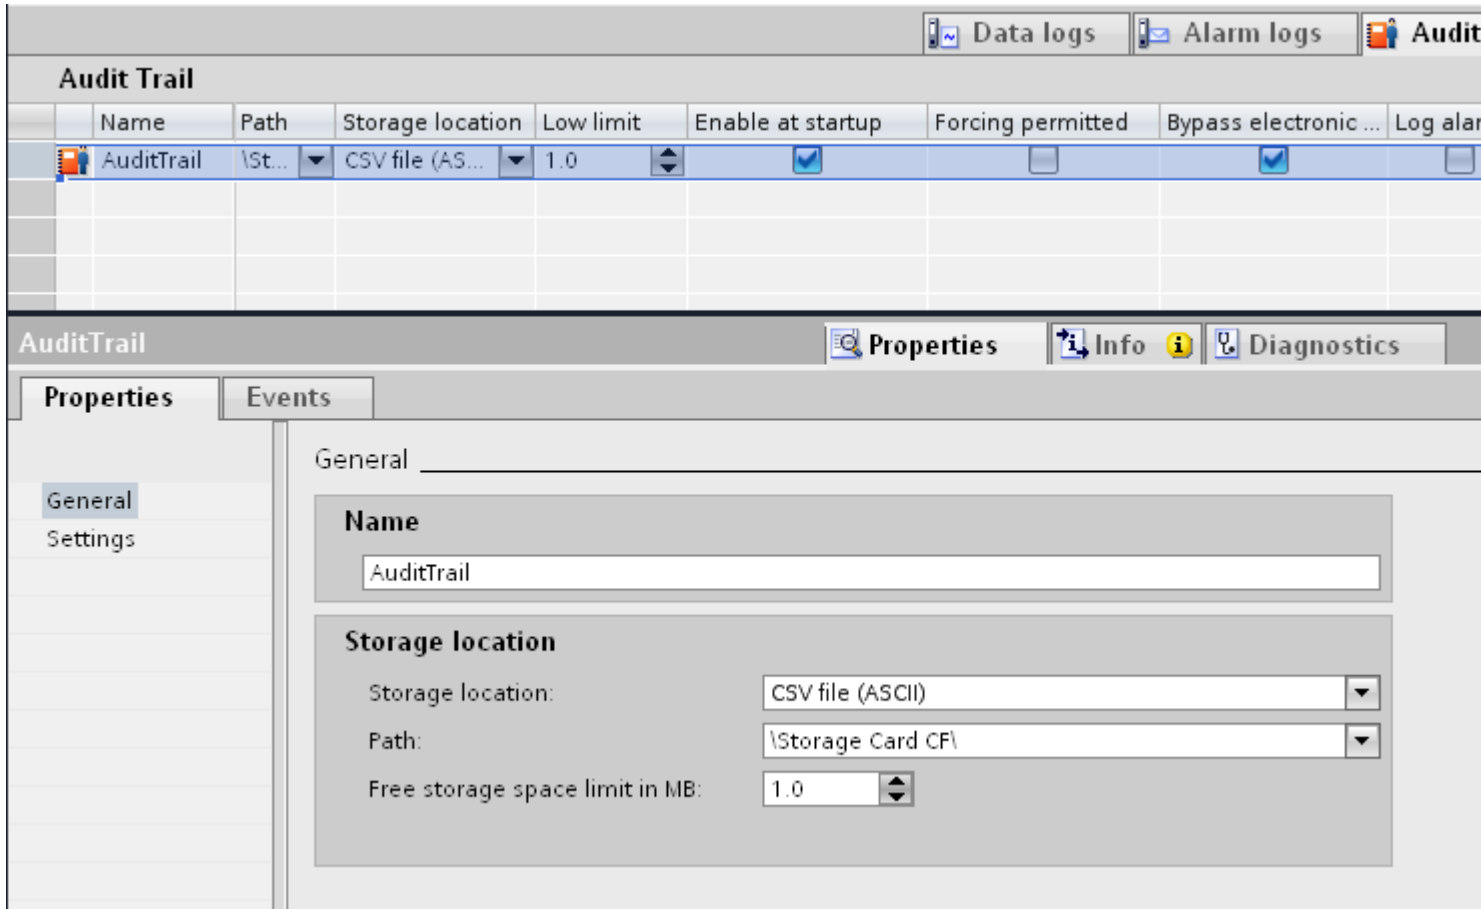 Data logs Alarm logs Audit
Audit Trail
Name Path Storage location Low limit Enable at startup Forcing permitted Bypass electronic ... Log alar
AuditTrail \St... CSV file (AS... 1.0
AuditTrail Properties Info Diagnostics
Properties Events
General
General
Settings
Name
AuditTrail
Storage location
Storage location: CSV file (ASCII)
Path: \Storage Card CF\
Free storage space limit in MB: 1.0